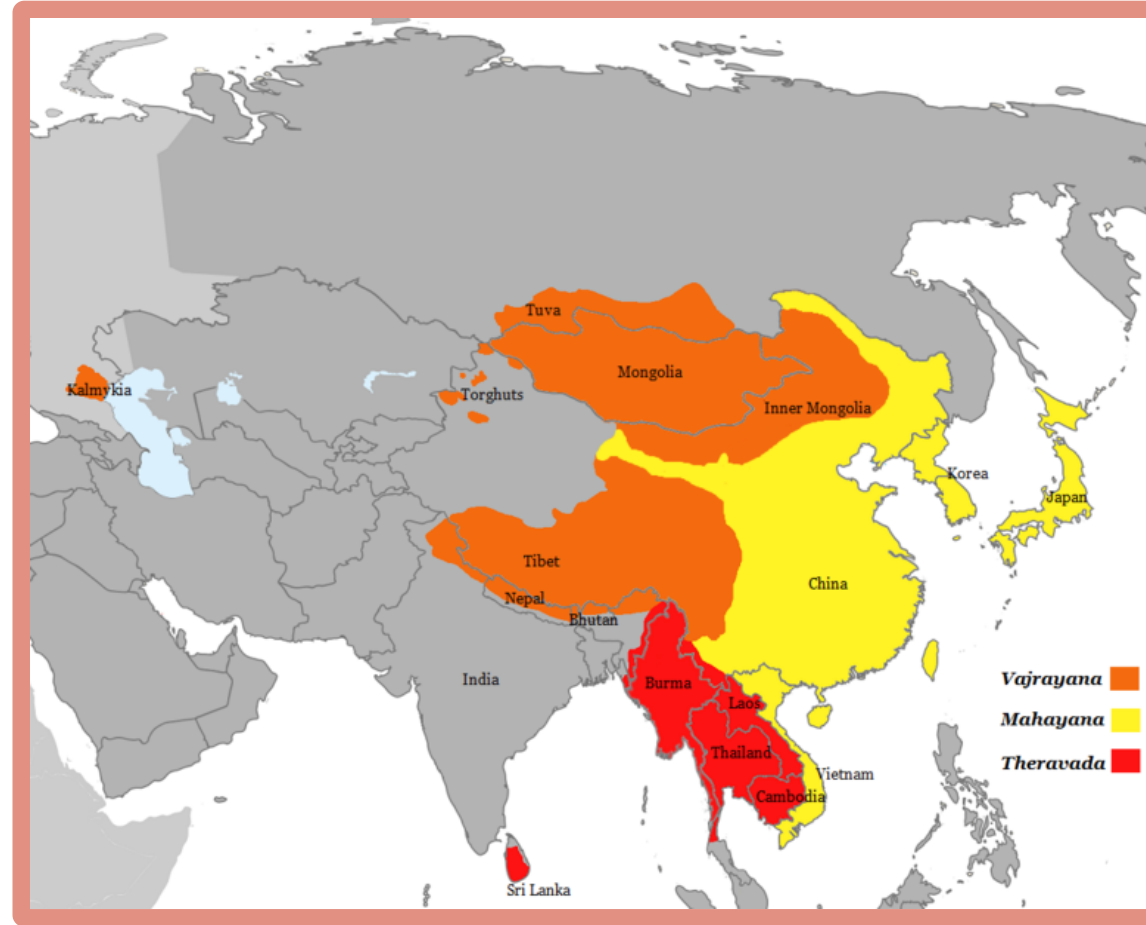 Tuva
Mongolia
Kalmykia
Torghuts
Inner Mongolia
Korea
Japan
Tibet
China
Nepal
Bhutan
India
Burma
Laos
Thailand
Vietnam
Cambodia
Sri Lanka
Vajrayana
Mahayana
Theravada